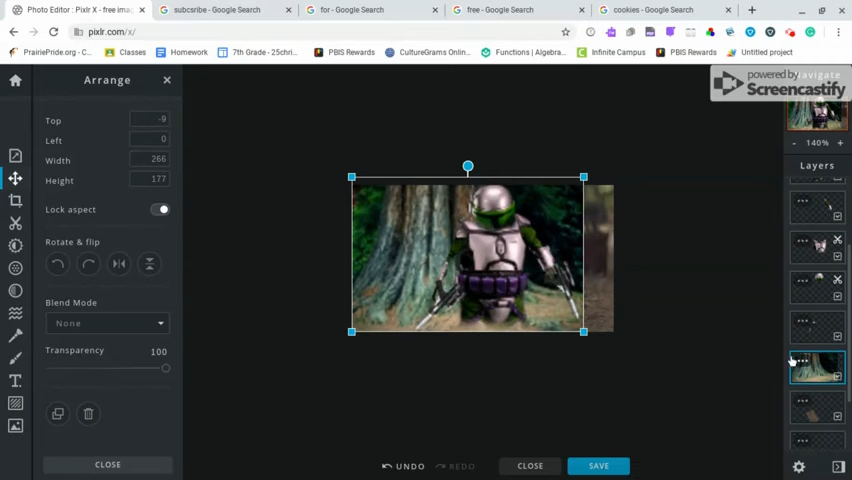 Photo Editor : Pixlr X - free imag
subcsribe - Google Search
for - Google Search
free - Google Search
cookies - Google Search
pixlr.com/x/
PrairiePride.org - C...
Classes
Homework
7th Grade - 25chri...
PBIS Rewards
CultureGrams Onlin...
Functions | Algebra...
Infinite Campus
PBIS Rewards
Untitled project
powered by
Screencastify
Navigate
Arrange
Top
-9
Left
0
Width
266
Height
177
Lock aspect
Rotate & flip
Blend Mode
None
Transparency
100
CLOSE
140%
Layers
UNDO
REDO
CLOSE
SAVE